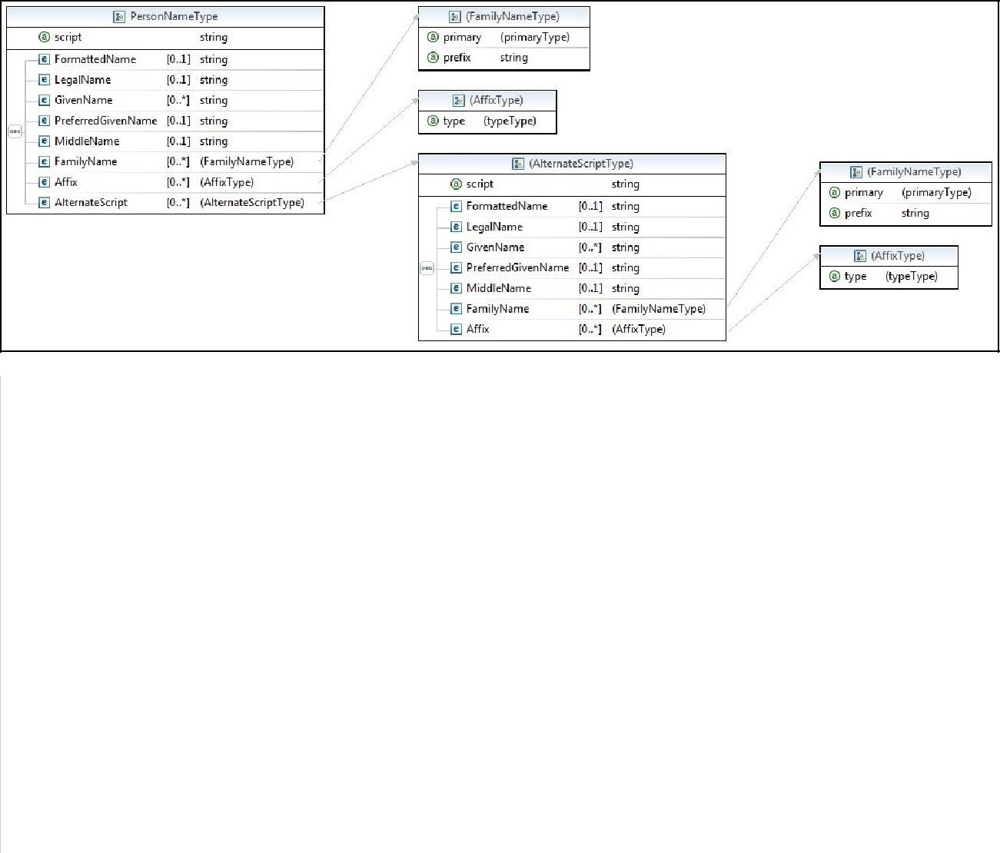 PersonNameType
script string
FormattedName [0..1] string
LegalName [0..1] string
GivenName [0..*] string
PreferredGivenName [0..1] string
MiddleName [0..1] string
FamilyName [0..*] (FamilyNameType)
Affix [0..*] (AffixType)
AlternateScript [0..*] (AlternateScriptType)
(FamilyNameType)
primary (primaryType)
prefix string
(AffixType)
type (typeType)
(AlternateScriptType)
script string
FormattedName [0..1] string
LegalName [0..1] string
GivenName [0..*] string
PreferredGivenName [0..1] string
MiddleName [0..1] string
FamilyName [0..*] (FamilyNameType)
Affix [0..*] (AffixType)
(FamilyNameType)
primary (primaryType)
prefix string
(AffixType)
type (typeType)